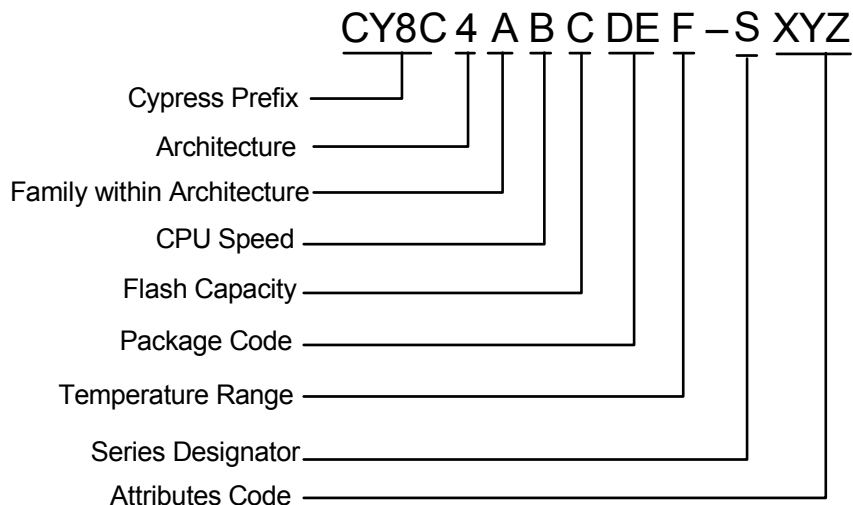 CY8C 4 A B C DE F – S XYZ
Cypress Prefix
Architecture
Family within Architecture
CPU Speed
Flash Capacity
Package Code
Temperature Range
Series Designator
Attributes Code